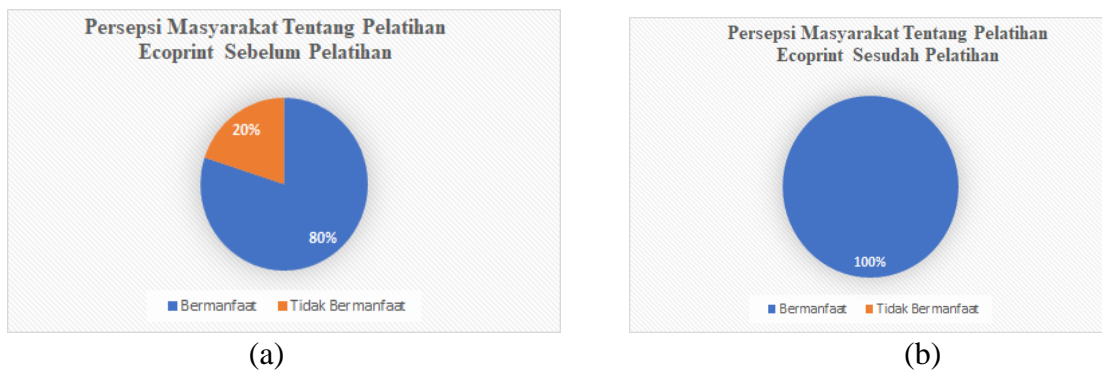 Persepsi Masyarakat Tentang Pelatihan
Ecoprint Sebelum Pelatihan
20%
80%
Bermanfaat Tidak Bermanfaat
(a)
Persepsi Masyarakat Tentang Pelatihan
Ecoprint Sesudah Pelatihan
100%
Bermanfaat Tidak Bermanfaat
(b)